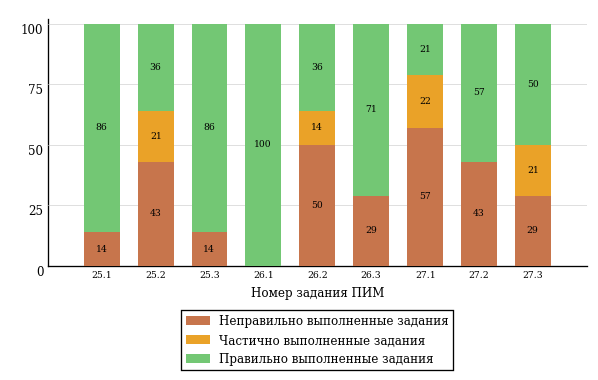 100
86 36 86 100 36 71 21 57 50
75
21 14 22 21
50
14 43 14 50 29 57 43 29
25
0
25.1 25.2 25.3 26.1 26.2 26.3 27.1 27.2 27.3
Номер задания ПИМ
Неправильно выполненные задания
Частично выполненные задания
Правильно выполненные задания